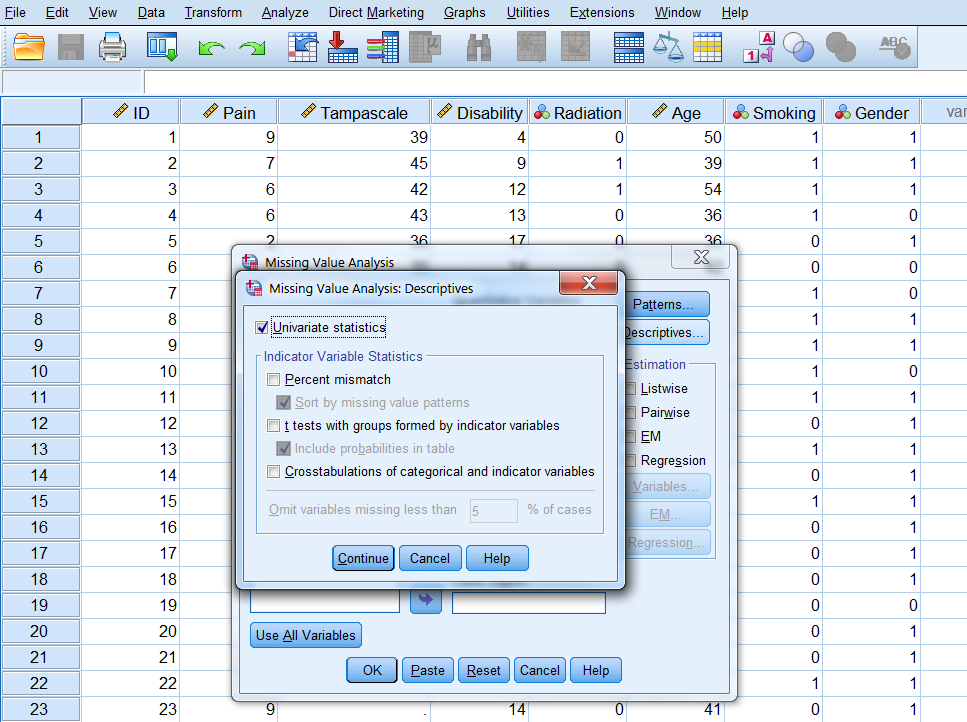 File Edit View Data Transform Analyze Direct Marketing Graphs Utilities Extensions Window Help
1 A ABC
ID Pain Tampascale Disability Radiation Age Smoking Gender var
1 1 9 39 4 0 50 1 1
2 2 7 45 9 1 39 1 1
3 3 6 42 12 1 54 1 1
4 4 6 43 13 0 36 1 0
5 5 2 36 17 0 36 0 1
6 6 0 0
7 7 1 0
8 8 1 1
9 9 1 1
10 10 1 0
11 11 1 1
12 12 0 1
13 13 1 1
14 14 0 1
15 15 1 1
16 16 0 1
17 17 0 1
18 18 0 1
19 19 0 0
20 20 0 1
21 21 0 1
22 22 1 1
23 23 9 . 14 0 41 0 1
Missing Value Analysis
Patterns...
Descriptives...
Estimation
Listwise
Pairwise
EM
Regression
Variables...
EM...
Regression...
Use All Variables
OK Paste Reset Cancel Help
Missing Value Analysis: Descriptives
Univariate statistics
Indicator Variable Statistics
Percent mismatch
Sort by missing value patterns
t tests with groups formed by indicator variables
Include probabilities in table
Crosstabulations of categorical and indicator variables
Omit variables missing less than 5 % of cases
Continue Cancel Help